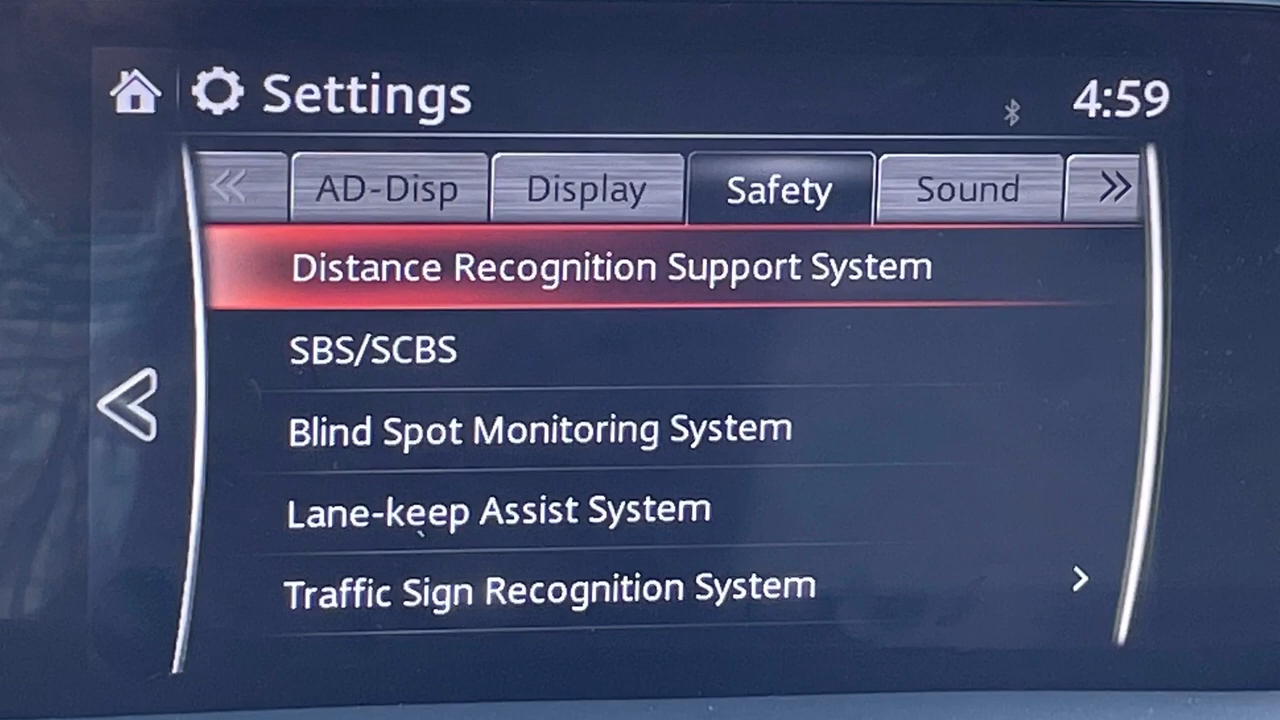 Settings
4:59
AD-Disp Display Safety Sound
Distance Recognition Support System
SBS/SCBS
Blind Spot Monitoring System
Lane-keep Assist System
Traffic Sign Recognition System